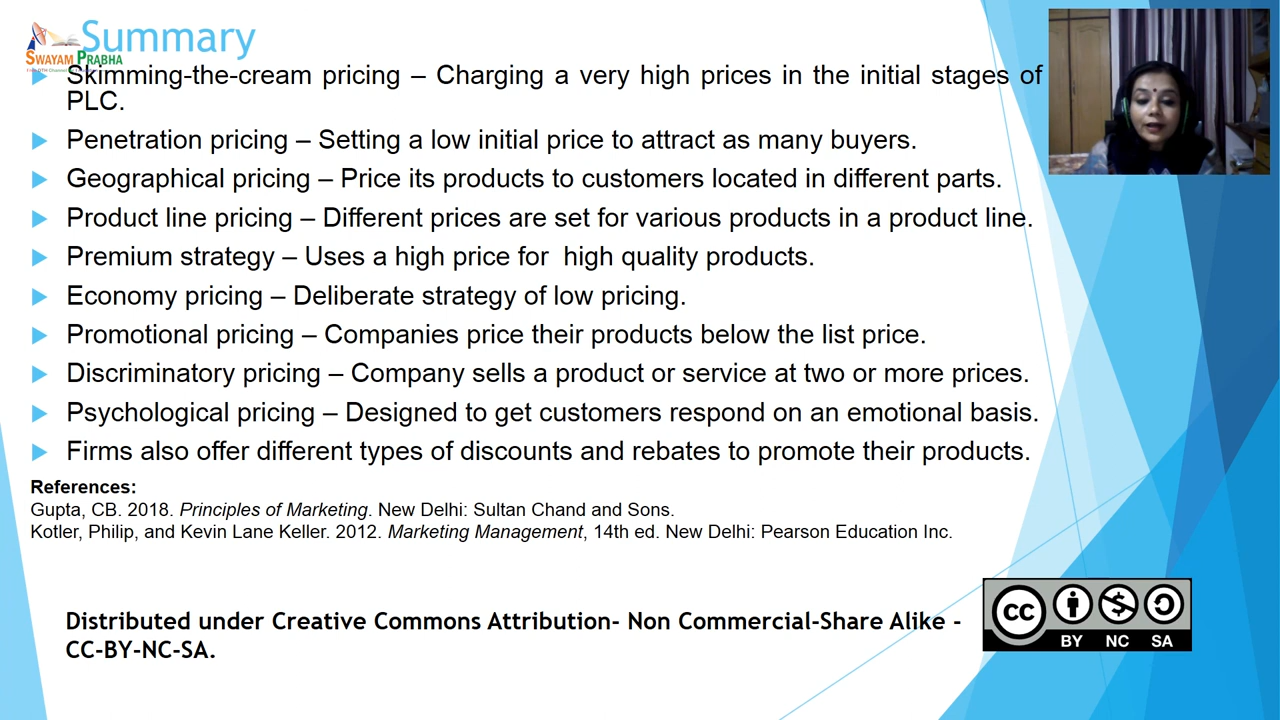 Summary
SWAYAM PRABHA
Skimming-the-cream pricing – Charging a very high prices in the initial stages of
PLC.
Penetration pricing – Setting a low initial price to attract as many buyers.
Geographical pricing – Price its products to customers located in different parts.
Product line pricing – Different prices are set for various products in a product line.
Premium strategy – Uses a high price for  high quality products.
Economy pricing – Deliberate strategy of low pricing.
Promotional pricing – Companies price their products below the list price.
Discriminatory pricing – Company sells a product or service at two or more prices.
Psychological pricing – Designed to get customers respond on an emotional basis.
Firms also offer different types of discounts and rebates to promote their products.
References:
Gupta, CB. 2018. Principles of Marketing. New Delhi: Sultan Chand and Sons.
Kotler, Philip, and Kevin Lane Keller. 2012. Marketing Management, 14th ed. New Delhi: Pearson Education Inc.
Distributed under Creative Commons Attribution- Non Commercial-Share Alike -
CC-BY-NC-SA.
CC
BY NC SA